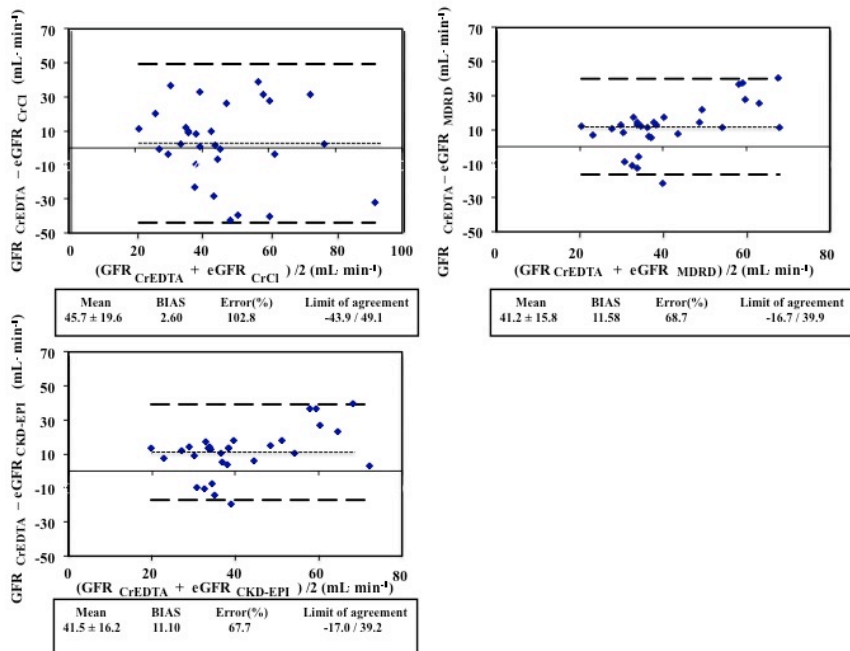 GFR CrEDTA – eGFR CrCl (mL· min-¹)
70
50
30
10
-10
-30
-50
0 20 40 60 80 100
(GFR CrEDTA + eGFR CrCl )/2 (mL· min-¹)
Mean BIAS Error(%) Limit of agreement
45.7 ± 19.6 2.60 102.8 -43.9 / 49.1
GFR CrEDTA – eGFR MDRD (mL· min-¹)
70
50
30
10
-10
-30
-50
0 20 40 60 80
(GFR CrEDTA + eGFR MDRD )/2 (mL· min-¹)
Mean BIAS Error(%) Limit of agreement
41.2 ± 15.8 11.58 68.7 -16.7 / 39.9
GFR CrEDTA – eGFR CKD-EPI (mL· min-¹)
70
50
30
10
-10
-30
-50
0 20 40 60 80
(GFR CrEDTA + eGFR CKD-EPI )/2 (mL· min-¹)
Mean BIAS Error(%) Limit of agreement
41.5 ± 16.2 11.10 67.7 -17.0 / 39.2